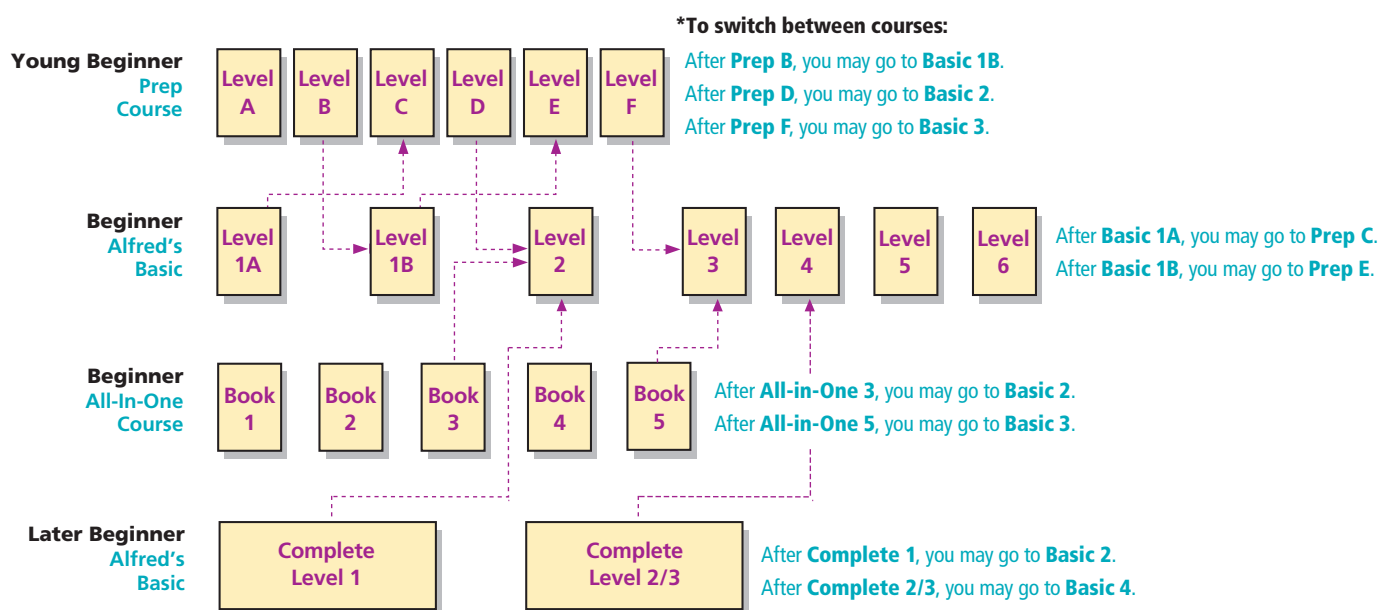 *To switch between courses:
Young Beginner
Prep
Course
Level
A
Level
B
Level
C
Level
D
Level
E
Level
F
After Prep B, you may go to Basic 1B.
After Prep D, you may go to Basic 2.
After Prep F, you may go to Basic 3.
Beginner
Alfred's
Basic
Level
1A
Level
1B
Level
2
Level
3
Level
4
Level
5
Level
6
After Basic 1A, you may go to Prep C.
After Basic 1B, you may go to Prep E.
Beginner
All-In-One
Course
Book
1
Book
2
Book
3
Book
4
Book
5
After All-in-One 3, you may go to Basic 2.
After All-in-One 5, you may go to Basic 3.
Later Beginner
Alfred's
Basic
Complete
Level 1
Complete
Level 2/3
After Complete 1, you may go to Basic 2.
After Complete 2/3, you may go to Basic 4.